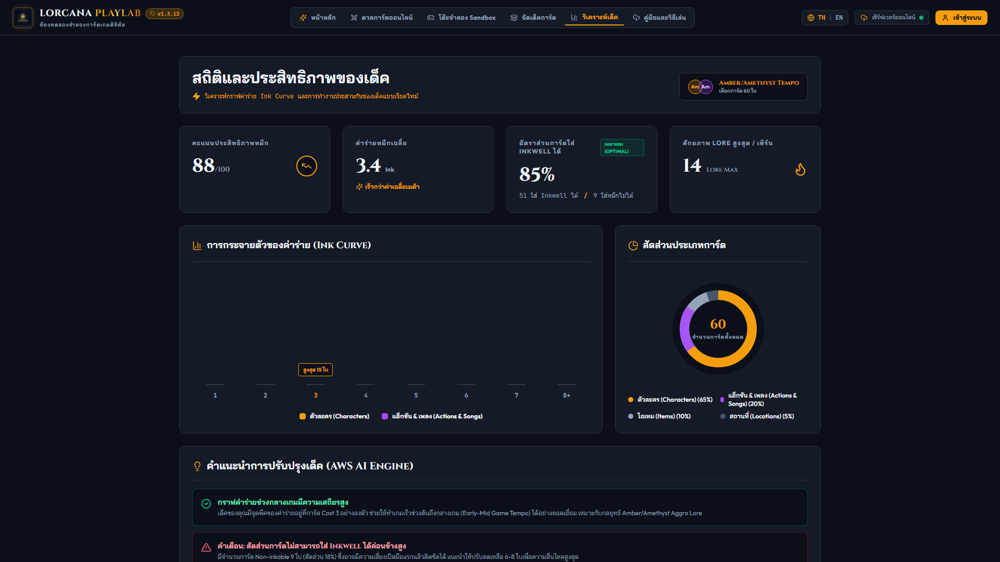 LORCANA PLAYLAB
v1.3.12
ห้องทดลองจำลองการ์ดเกมดิจิทัล
หน้าหลัก
ดวลการ์ดออนไลน์
โต๊ะจำลอง Sandbox
จัดเด็คการ์ด
วิเคราะห์เด็ค
คู่มือและวิธีเล่น
TH | EN
เซิร์ฟเวอร์ออนไลน์
เข้าสู่ระบบ
สถิติและประสิทธิภาพของเด็ค
วิเคราะห์กราฟค่าร่าย Ink Curve และการทำงานประสานกันของเด็คแบบเรียลไทม์
Am Am
AMBER/AMETHYST TEMPO
เลือกการ์ด 60 ใบ
คะแนนประสิทธิภาพหมึก
88/100
ค่าร่ายหมึกเฉลี่ย
3.4 Ink
เร็วกว่าค่าเฉลี่ยเมต้า
อัตราส่วนการ์ดใส่
INKWELL ได้
เหมาะสม
(OPTIMAL)
85%
51 ใส่ Inkwell ได้ / 9 ใส่หมึกไม่ได้
ศักยภาพ LORE สูงสุด / เทิร์น
14 LORE MAX
การกระจายตัวของค่าร่าย (INK CURVE)
สูงสุด 15 ใบ
1 2 3 4 5 6 7 8+
ตัวละคร (Characters)
แอ็กชัน & เพลง (Actions & Songs)
สัดส่วนประเภทการ์ด
60
จำนวนการ์ดทั้งหมด
ตัวละคร (Characters) (65%)
แอ็กชัน & เพลง (Actions &
Songs) (20%)
ไอเทม (Items) (10%)
สถานที่ (Locations) (5%)
คำแนะนำการปรับปรุงเด็ค (AWS AI ENGINE)
กราฟค่าร่ายช่วงกลางเกมมีความเสถียรสูง
เด็คของคุณมีจุดพีคของค่าร่ายอยู่ที่การ์ด Cost 3 อย่างลงตัว ช่วยให้ทำเกมเร็วช่วงต้นถึงกลางเกม (Early-Mid Game Tempo) ได้อย่างยอดเยี่ยม เหมาะกับกลยุทธ์ Amber/Amethyst Aggro Lore
คำเตือน: สัดส่วนการ์ดไม่สามารถใส่ INKWELL ได้ค่อนข้างสูง
มีจำนวนการ์ด Non-inkable 9 ใบ (สัดส่วน 18%) ซึ่งอาจมีความเสี่ยงเปิดมือแรกแล้วติดขัดได้ แนะนำให้ปรับลดเหลือ 6-8 ใบเพื่อความลื่นไหลสูงสุด